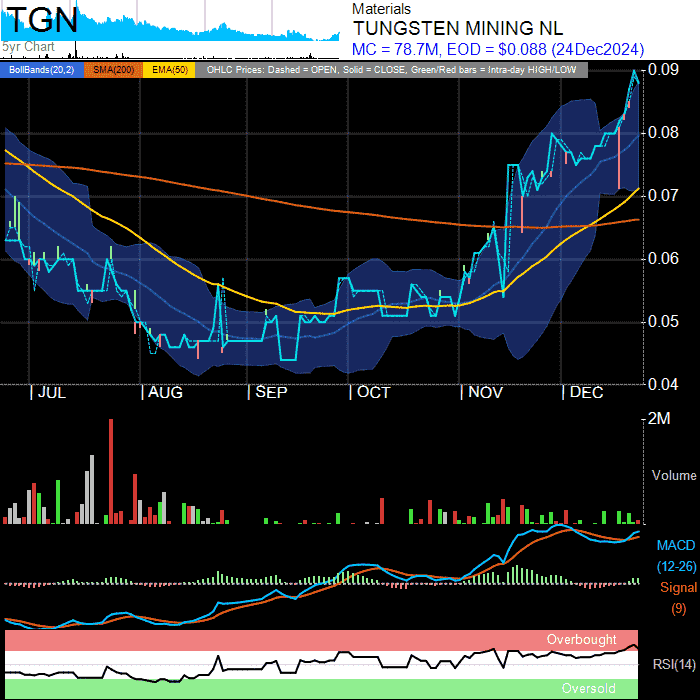 TGN
5yr Chart
Materials
TUNGSTEN MINING NL
MC = 78.7M, EOD = $0.088 (24Dec2024)
BollBands(20,2) SMA(200) EMA(50) OHLC Prices: Dashed = OPEN, Solid = CLOSE, Green/Red bars = Intra-day HIGH/LOW
0.09
0.08
0.07
0.06
0.05
0.04
JUL AUG SEP OCT NOV DEC
2M
Volume
MACD
(12-26)
Signal
(9)
Overbought
RSI(14)
Oversold